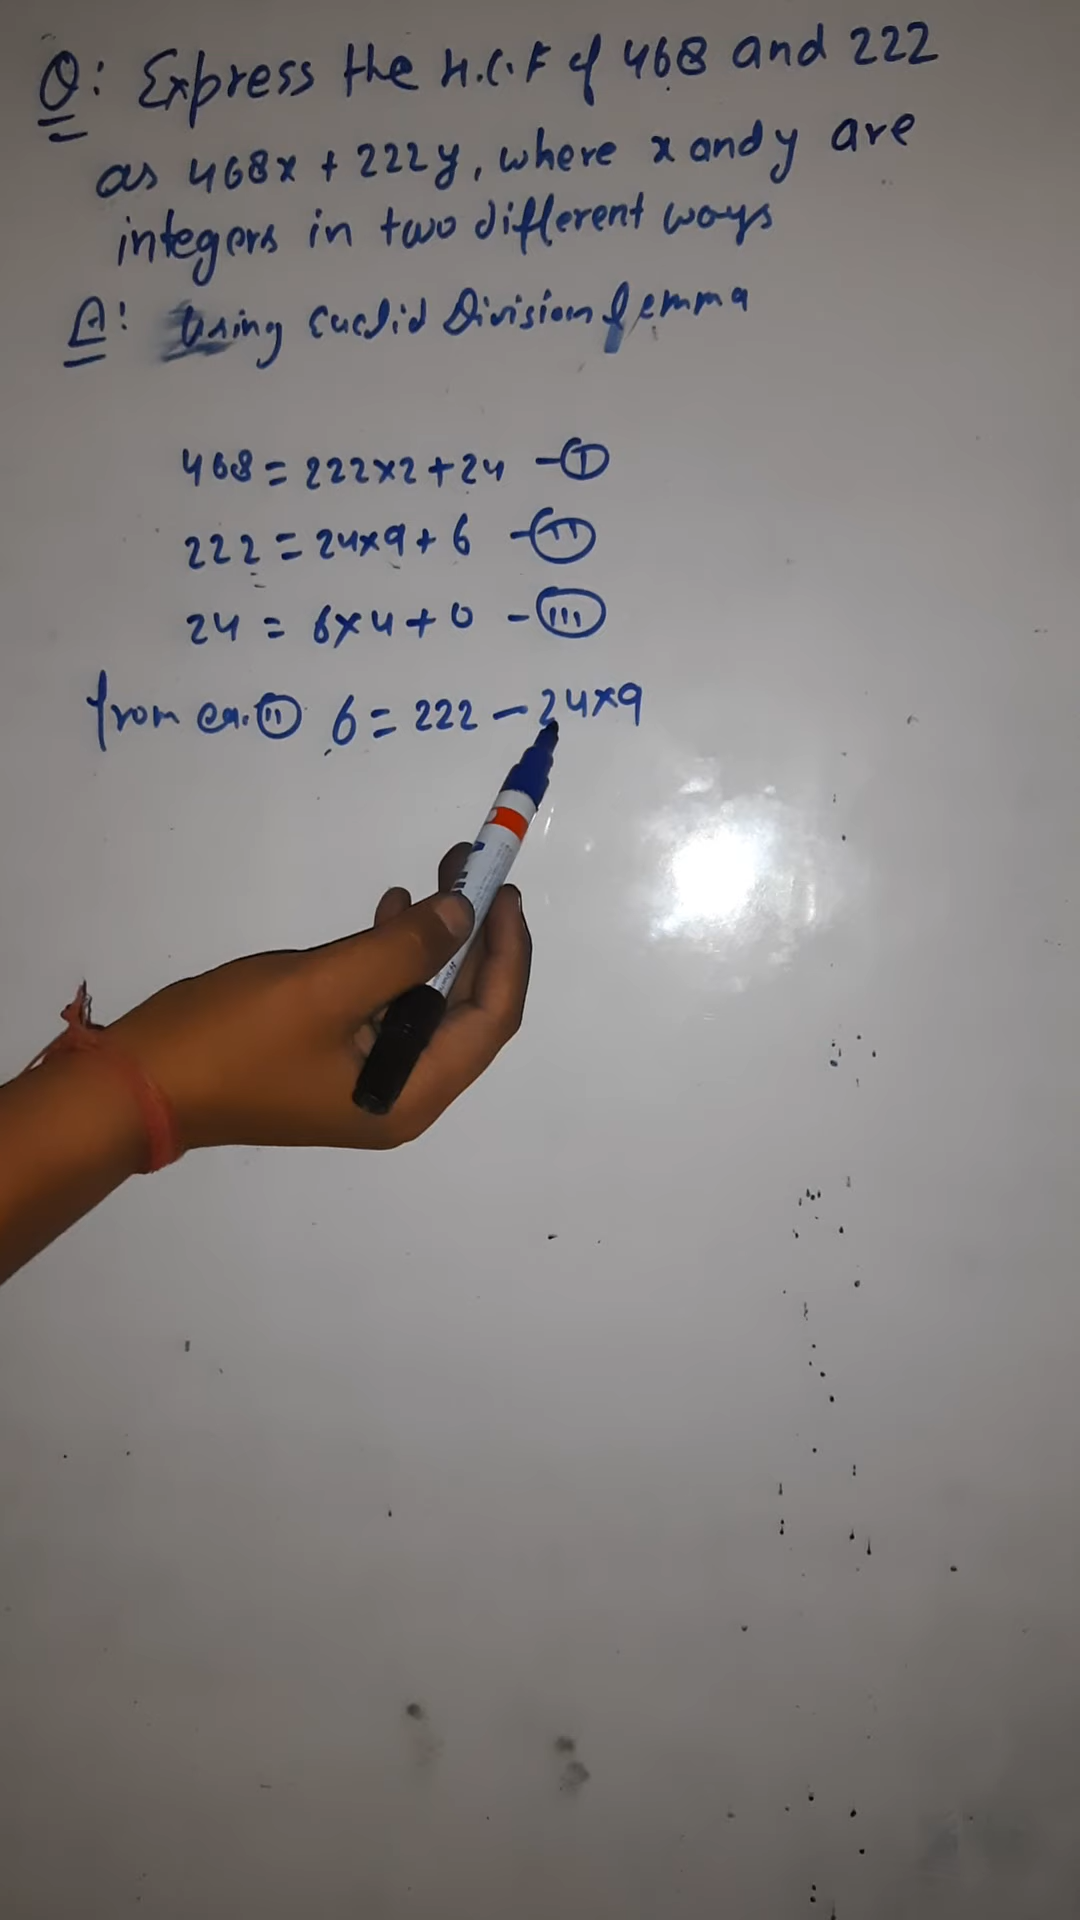 Q: Express the H.C.F of 468 and 222
as 468x + 222y, where x and y are
integers in two different ways
A: Using Euclid Division lemma
468 = 222×2+24 -(I)
222 = 24×9+6 -(II)
24 = 6×4+0 -(III)
from eq. (II) 6 = 222 - 24×9